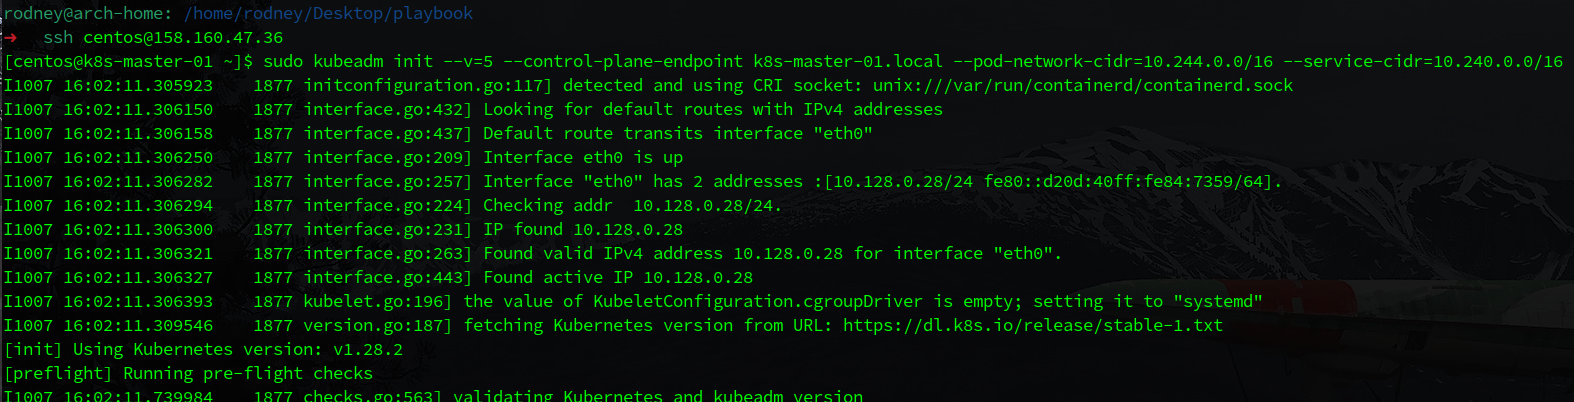 rodney@arch-home: /home/rodney/Desktop/playbook
➜ ssh centos@158.160.47.36
[centos@k8s-master-01 ~]$ sudo kubeadm init --v=5 --control-plane-endpoint k8s-master-01.local --pod-network-cidr=10.244.0.0/16 --service-cidr=10.240.0.0/16
I1007 16:02:11.305923    1877 initconfiguration.go:117] detected and using CRI socket: unix:///var/run/containerd/containerd.sock
I1007 16:02:11.306150    1877 interface.go:432] Looking for default routes with IPv4 addresses
I1007 16:02:11.306158    1877 interface.go:437] Default route transits interface "eth0"
I1007 16:02:11.306250    1877 interface.go:209] Interface eth0 is up
I1007 16:02:11.306282    1877 interface.go:257] Interface "eth0" has 2 addresses :[10.128.0.28/24 fe80::d20d:40ff:fe84:7359/64].
I1007 16:02:11.306294    1877 interface.go:224] Checking addr  10.128.0.28/24.
I1007 16:02:11.306300    1877 interface.go:231] IP found 10.128.0.28
I1007 16:02:11.306321    1877 interface.go:263] Found valid IPv4 address 10.128.0.28 for interface "eth0".
I1007 16:02:11.306327    1877 interface.go:443] Found active IP 10.128.0.28
I1007 16:02:11.306393    1877 kubelet.go:196] the value of KubeletConfiguration.cgroupDriver is empty; setting it to "systemd"
I1007 16:02:11.309546    1877 version.go:187] fetching Kubernetes version from URL: https://dl.k8s.io/release/stable-1.txt
[init] Using Kubernetes version: v1.28.2
[preflight] Running pre-flight checks
I1007 16:02:11.739984    1877 checks.go:563] validating Kubernetes and kubeadm version